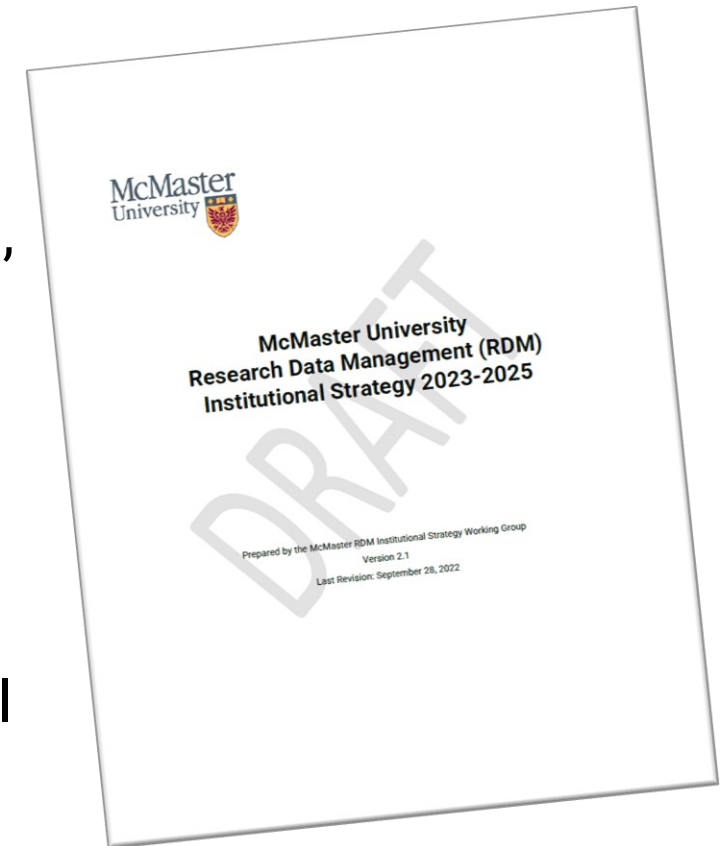 McMaster
University
,
McMaster University
Research Data Management (RDM)
Institutional Strategy 2023-2025
DRAFT
Prepared by the McMaster RDM Institutional Strategy Working Group
Version 2.1
Last Revision: September 28, 2022